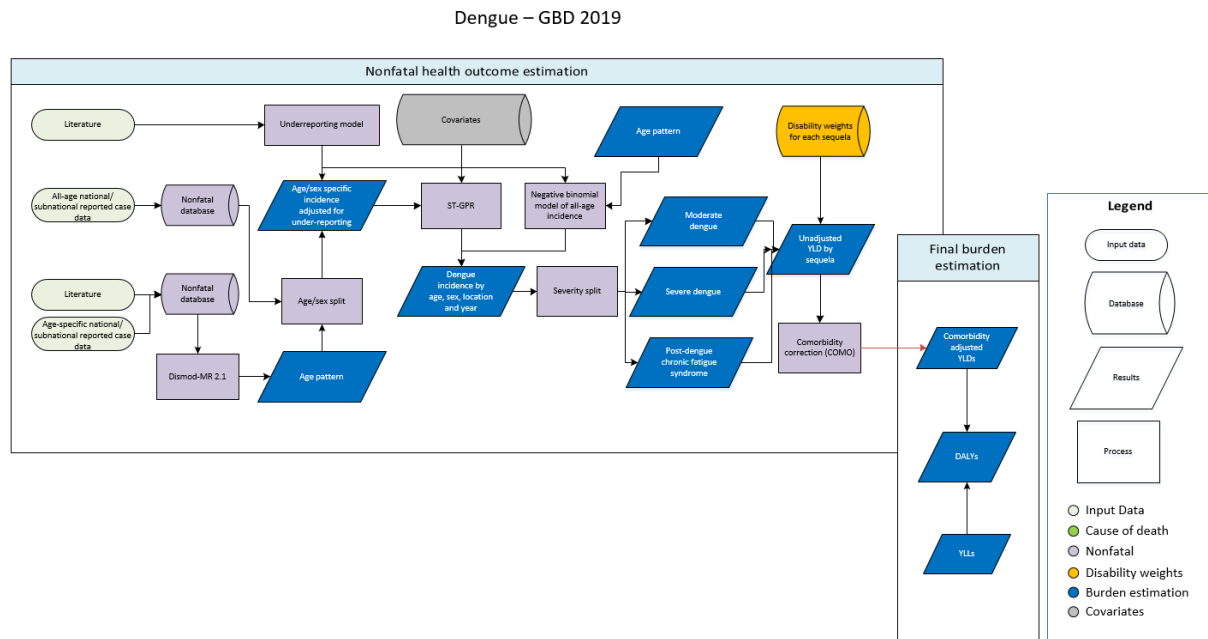 Dengue – GBD 2019
Nonfatal health outcome estimation
Literature
Underreporting model
Covariates
Age pattern
Disability weights
for each sequela
All-age national/
subnational reported case
data
Nonfatal
database
Age/sex specific
incidence
adjusted for
under-reporting
ST-GPR
Negative binomial
model of all-age
incidence
Moderate
dengue
Unadjusted
YLD by
sequela
Literature
Age-specific national/
subnational reported case
data
Nonfatal
database
Age/sex split
Dengue
incidence by
age, sex, location
and year
Severity split
Severe dengue
Dismod-MR 2.1
Age pattern
Post-dengue
chronic fatigue
syndrome
Comorbidity
correction (COMO)
Final burden
estimation
Comorbidity
adjusted
YLDs
DALYs
YLLs
Legend
Input data
Database
Results
Process
Input Data
Cause of death
Nonfatal
Disability weights
Burden estimation
Covariates